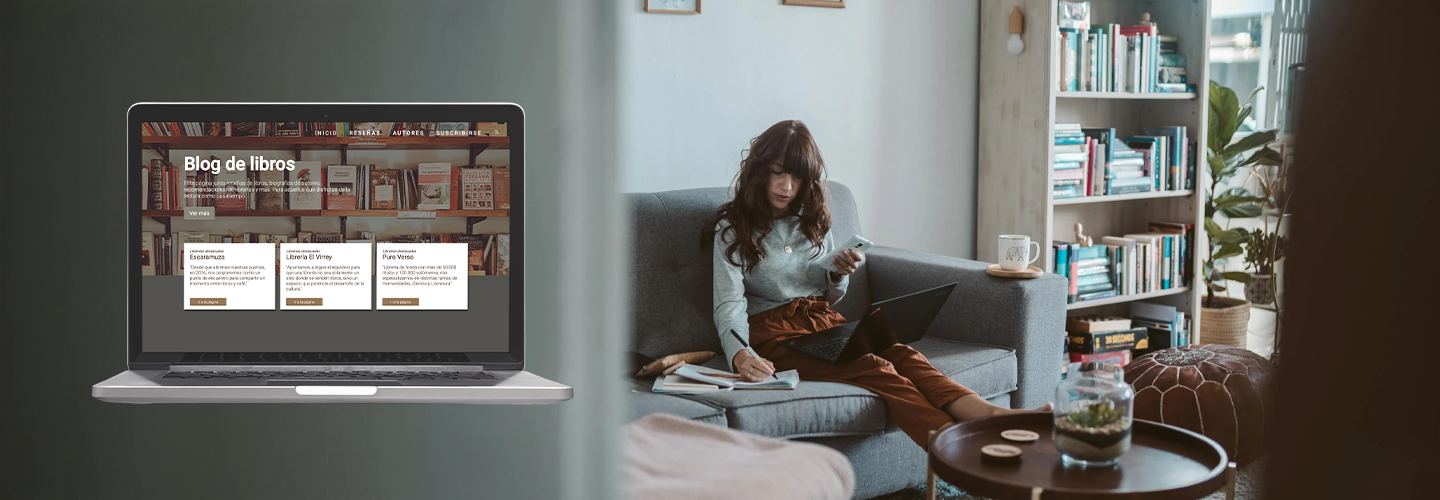 INICIO RESEÑAS AUTORES SUSCRIBIRSE
Blog de libros
Esta página junta reseñas de libros, biografías de autores,
recomendaciones de librerías y más. Para aquellos que disfrutan de la
lectura como pasatiempo.
Ver más
Librerías destacadas
Escaramuza
"Desde que abrimos nuestras puertas,
en 2016, nos propusimos como un
punto de encuentro para compartir un
momento entre libros y café."
Ir a la página
Librerías destacadas
Librería El Virrey
"Apuntamos a lograr el equilibrio para
que una librería no sea solamente un
sitio donde se venden libros, sino un
espacio que potencie el desarrollo de la
cultura."
Ir a la página
Librerías destacadas
Puro Verso
"Librería de fondo con más de 50.000
títulos y 100.000 volúmenes, nos
especializamos en distintas ramas de
Humanidades, Ciencia y Literatura."
Ir a la página
30 SECONDS